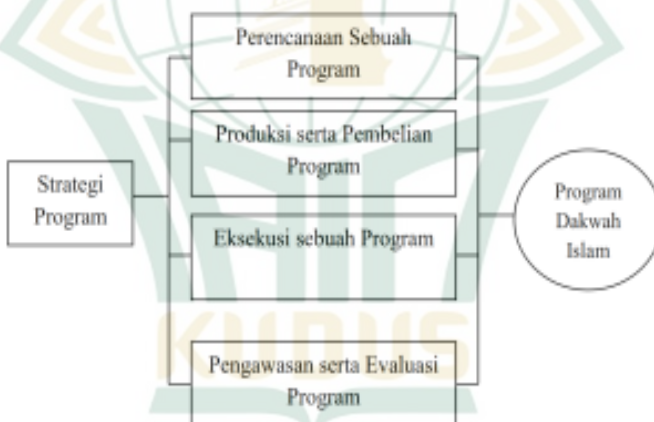 Perencanaan Sebuah
Program
Produksi serta Pembelian
Program
Strategi
Program
Eksekusi sebuah Program
Program
Dakwah
Islam
Pengawasan serta Evaluasi
Program
KUDUS